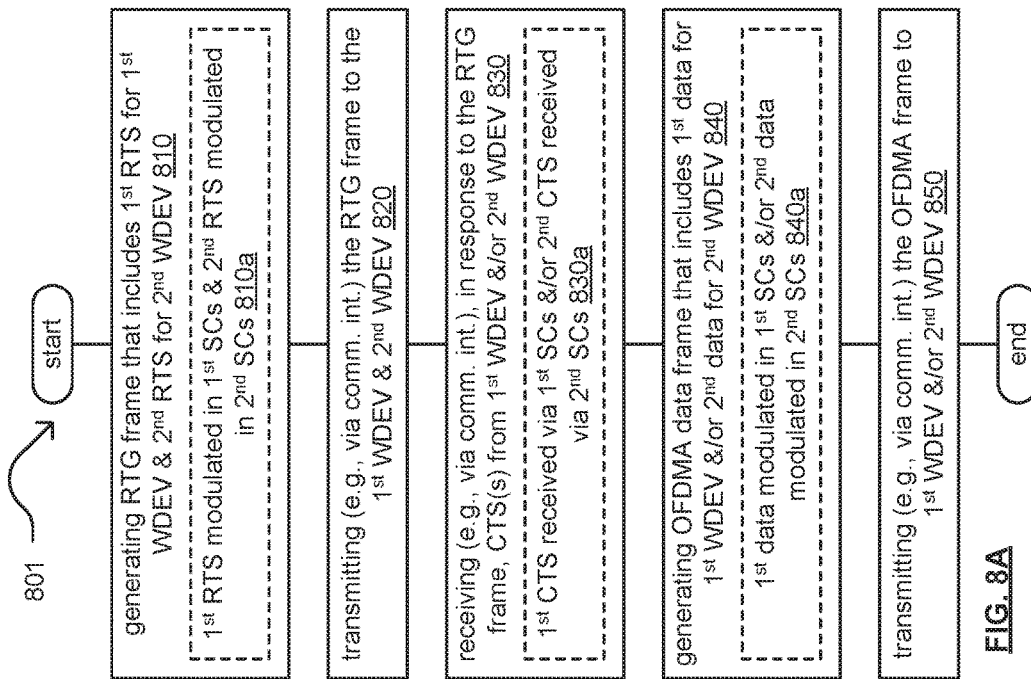 801
start
generating RTG frame that includes 1st RTS for 1st
WDEV & 2nd RTS for 2nd WDEV 810
1st RTS modulated in 1st SCs & 2nd RTS modulated
in 2nd SCs 810a
transmitting (e.g., via comm. int.) the RTG frame to the
1st WDEV & 2nd WDEV 820
receiving (e.g., via comm. int.), in response to the RTG
frame, CTS(s) from 1st WDEV &/or 2nd WDEV 830
1st CTS received via 1st SCs &/or 2nd CTS received
via 2nd SCs 830a
generating OFDMA data frame that includes 1st data for
1st WDEV &/or 2nd data for 2nd WDEV 840
1st data modulated in 1st SCs &/or 2nd data
modulated in 2nd SCs 840a
transmitting (e.g., via comm. int.) the OFDMA frame to
1st WDEV &/or 2nd WDEV 850
end
FIG. 8A